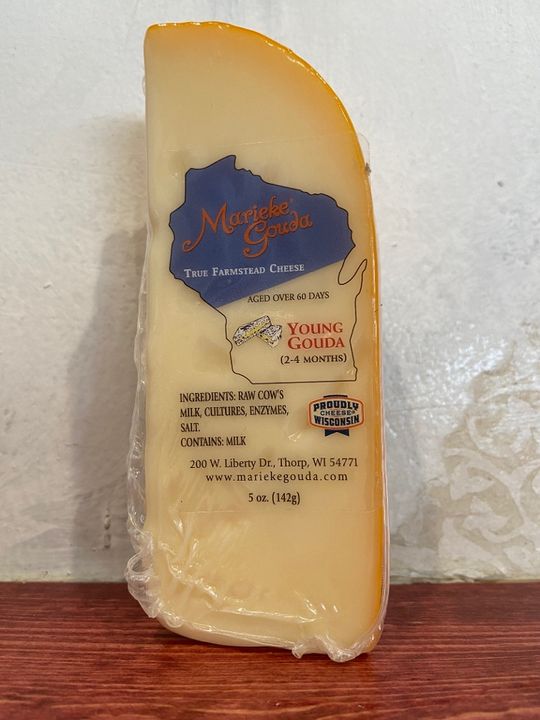 Marieke®
Gouda
TRUE FARMSTEAD CHEESE
AGED OVER 60 DAYS
YOUNG
GOUDA
(2-4 MONTHS)
INGREDIENTS: RAW COW'S
MILK, CULTURES, ENZYMES,
SALT.
CONTAINS: MILK
PROUDLY
WISCONSIN
CHEESE®
200 W. Liberty Dr., Thorp, WI 54771
www.mariekegouda.com
5 oz. (142g)